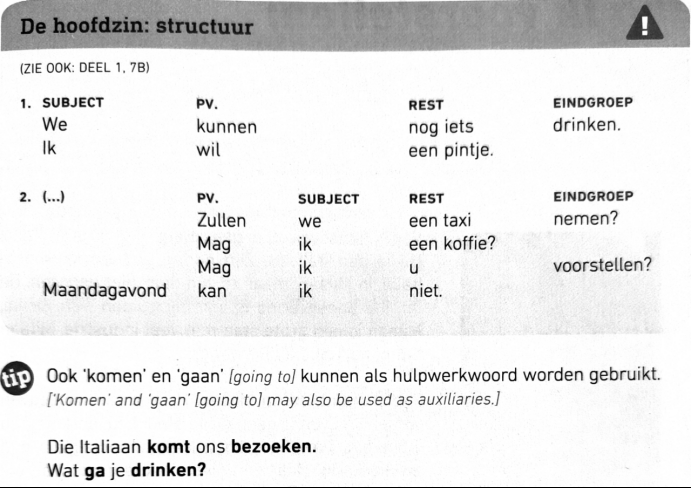 De hoofdzin: structuur
(ZIE OOK: DEEL 1, 7B)
1. SUBJECT PV. REST EINDGROEP
We kunnen nog iets drinken.
Ik wil een pintje.
2. (...) PV. SUBJECT REST EINDGROEP
Zullen we een taxi nemen?
Mag ik een koffie?
Mag ik u voorstellen?
Maandagavond kan ik niet.
tip Ook 'komen' en 'gaan' [going to] kunnen als hulpwerkwoord worden gebruikt.
['Komen' and 'gaan' [going to] may also be used as auxiliaries.]
Die Italiaan komt ons bezoeken.
Wat ga je drinken?